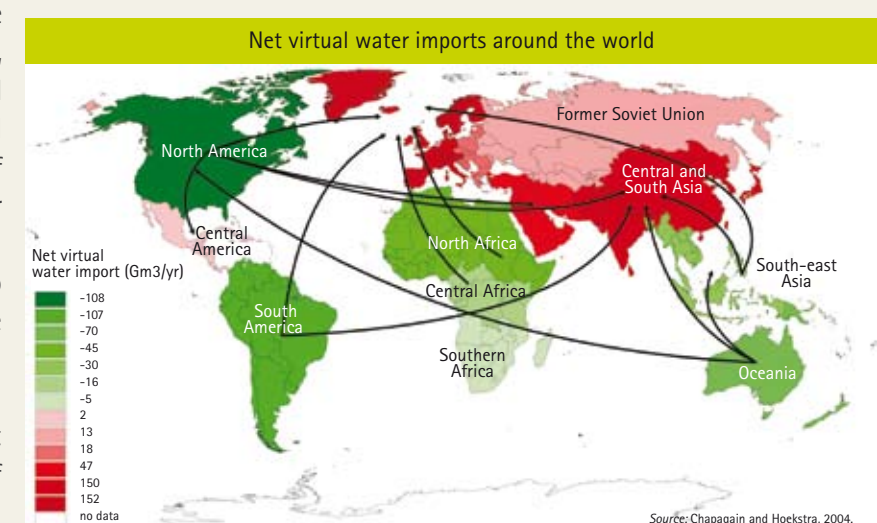 Net virtual water imports around the world
Former Soviet Union
North America
Central and
South Asia
Central
America
North Africa
South-east
Asia
Central Africa
South
America
Southern
Africa
Oceania
Net virtual
water import (Gm3/yr)
-108
-107
-70
-45
-30
-16
-5
2
13
18
47
150
152
no data
Source: Chapagain and Hoekstra, 2004.